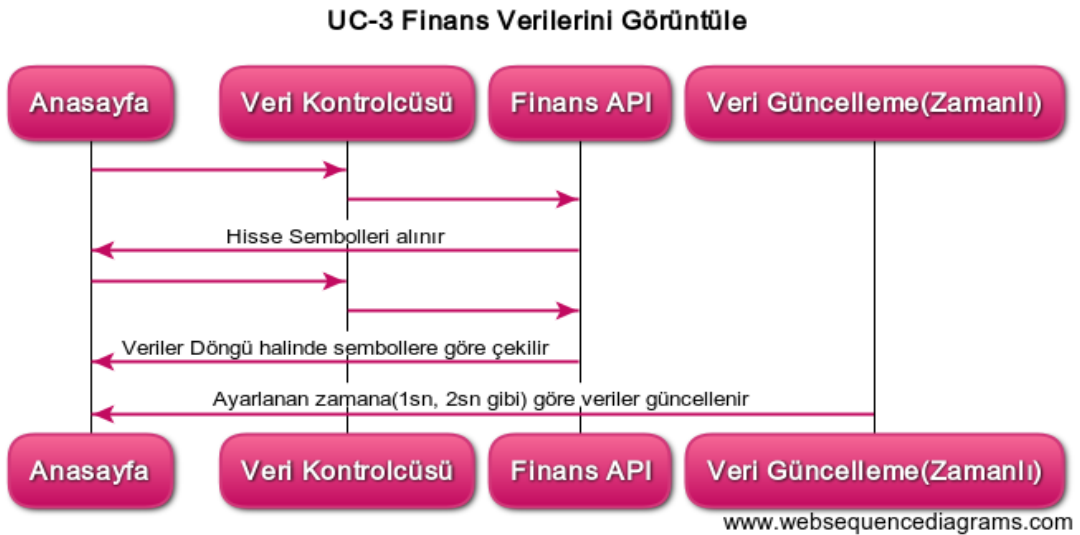 UC-3 Finans Verilerini Görüntüle
Anasayfa
Veri Kontrolcüsü
Finans API
Veri Güncelleme(Zamanlı)
Hisse Sembolleri alınır
Veriler Döngü halinde sembollere göre çekilir
Ayarlanan zamana(1sn, 2sn gibi) göre veriler güncellenir
Anasayfa
Veri Kontrolcüsü
Finans API
Veri Güncelleme(Zamanlı)
www.websequencediagrams.com